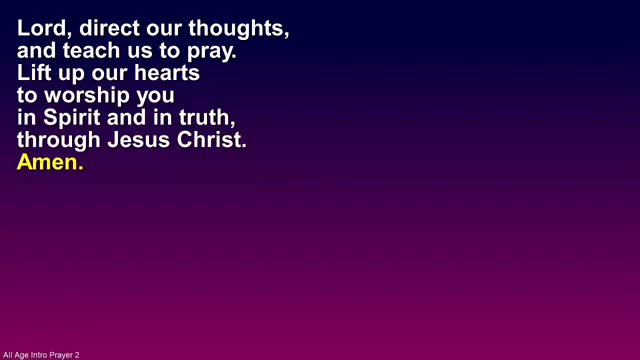 Lord, direct our thoughts,
and teach us to pray.
Lift up our hearts
to worship you
in Spirit and in truth,
through Jesus Christ.
Amen.
All Age Intro Prayer 2